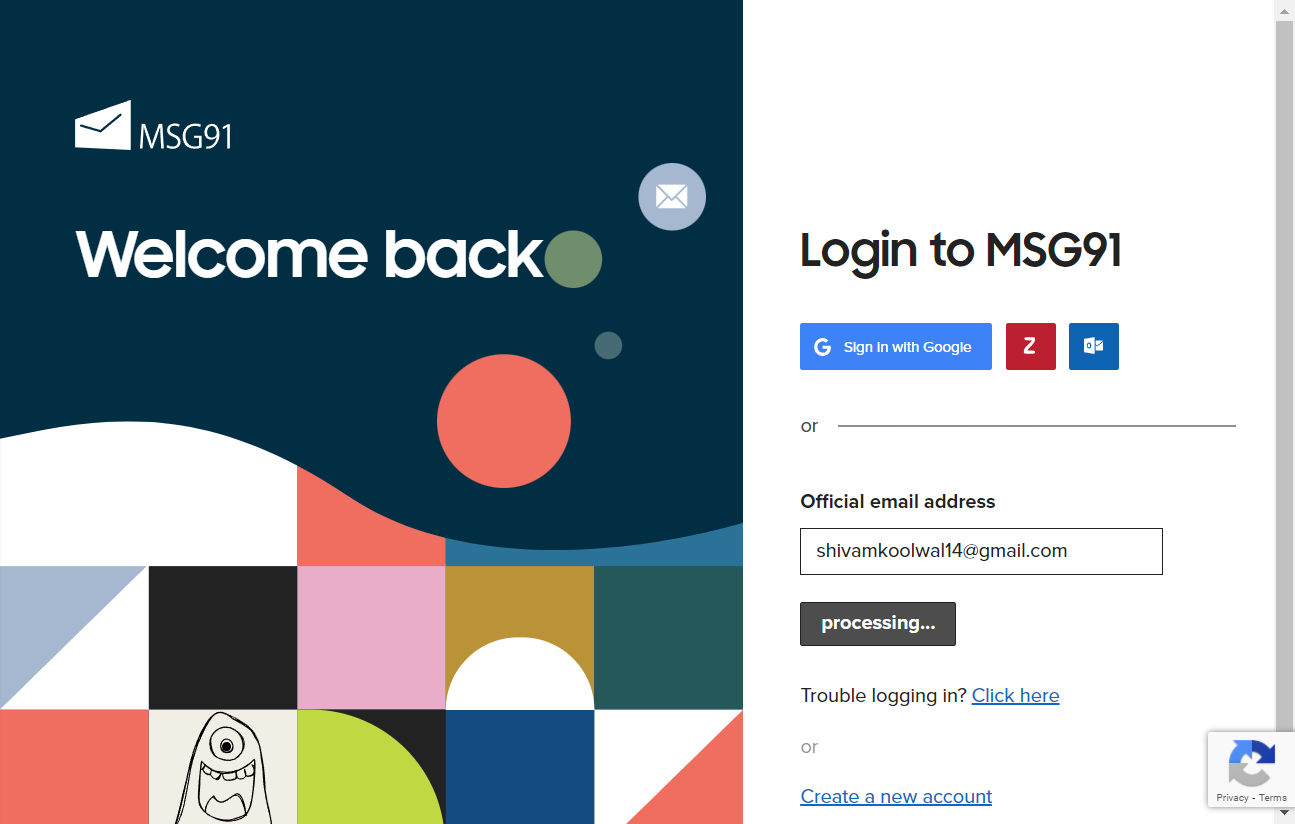 MSG91
Welcome back
Login to MSG91
G Sign in with Google
Z
or
Official email address
shivamkoolwal14@gmail.com
processing...
Trouble logging in? Click here
or
Create a new account
Privacy - Terms